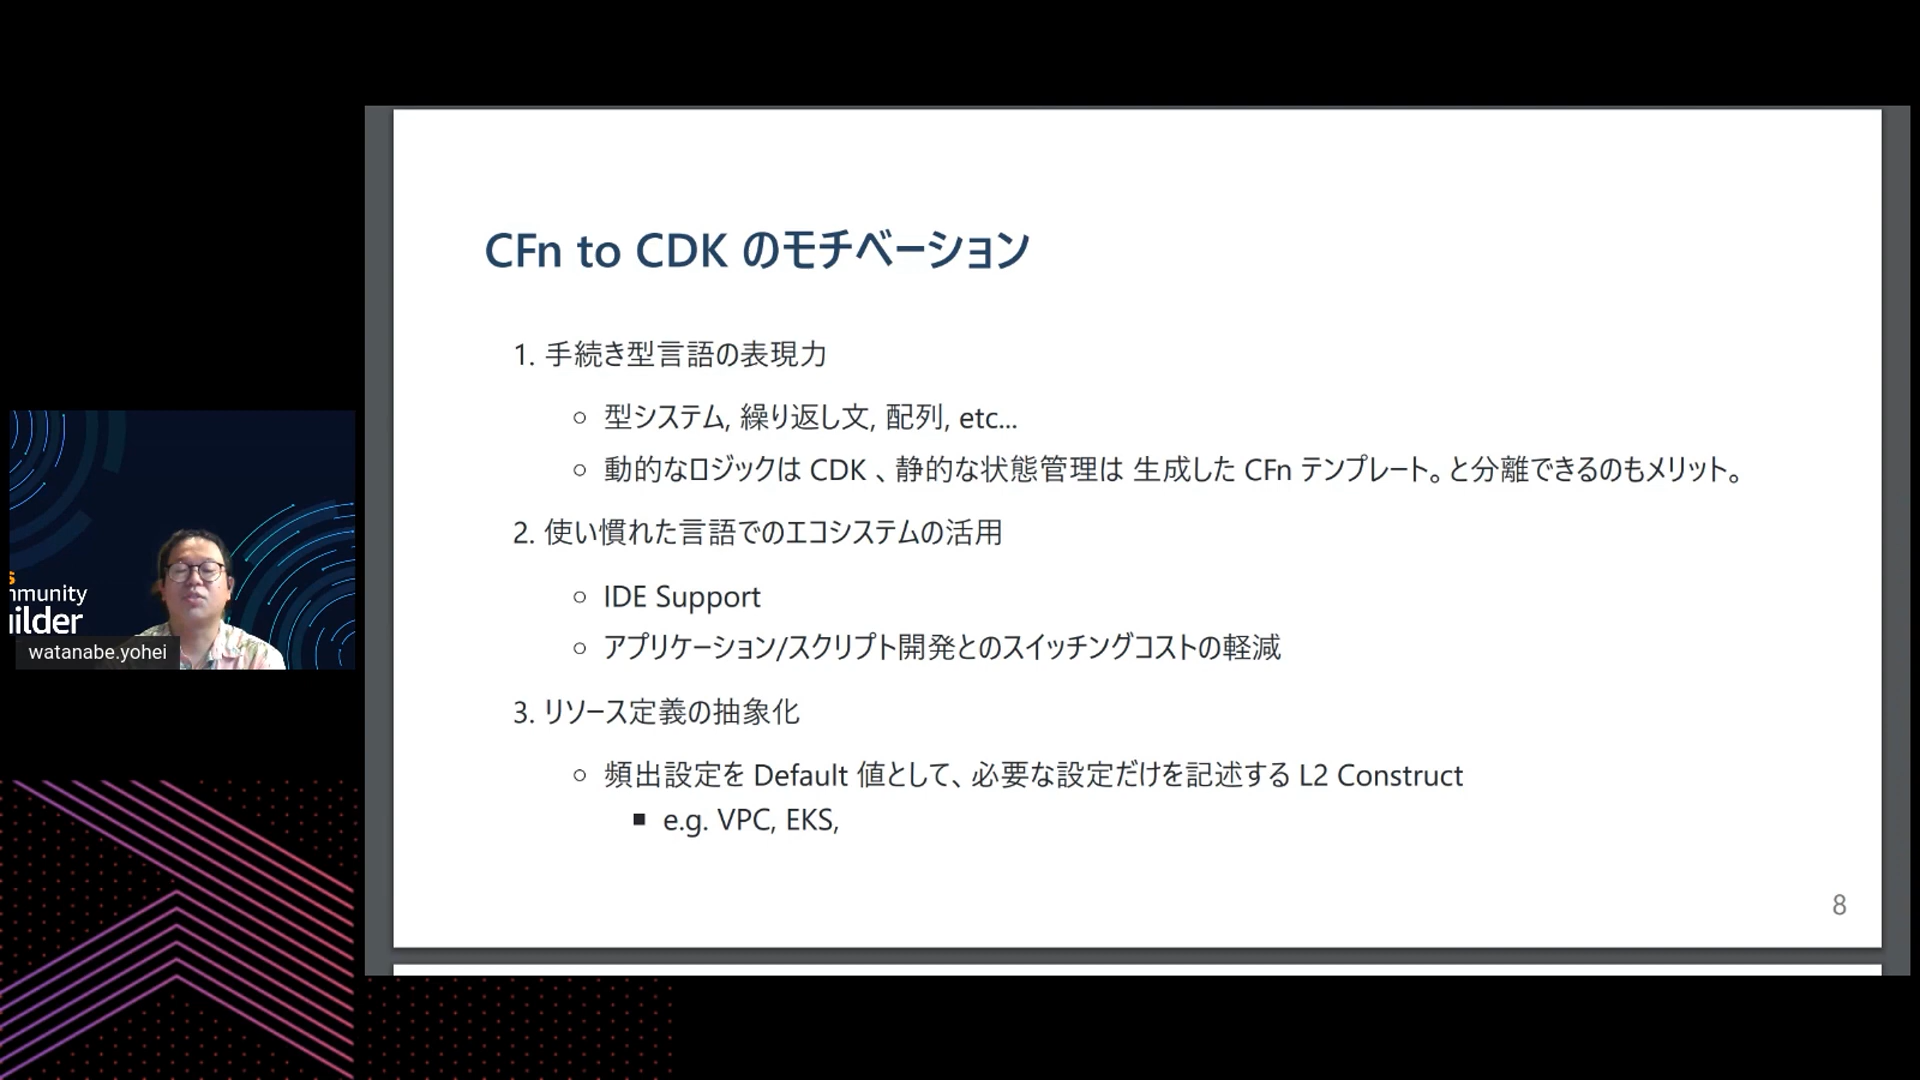 CFn to CDK のモチベーション
1. 手続き型言語の表現力
型システム, 繰り返し文, 配列, etc...
動的なロジックは CDK 、静的な状態管理は 生成した CFn テンプレート。と分離できるのもメリット。
2. 使い慣れた言語でのエコシステムの活用
IDE Support
アプリケーション/スクリプト開発とのスイッチングコストの軽減
3. リソース定義の抽象化
頻出設定を Default 値として、必要な設定だけを記述する L2 Construct
e.g. VPC, EKS,
8
s
mmunity
uilder
watanabe.yohei